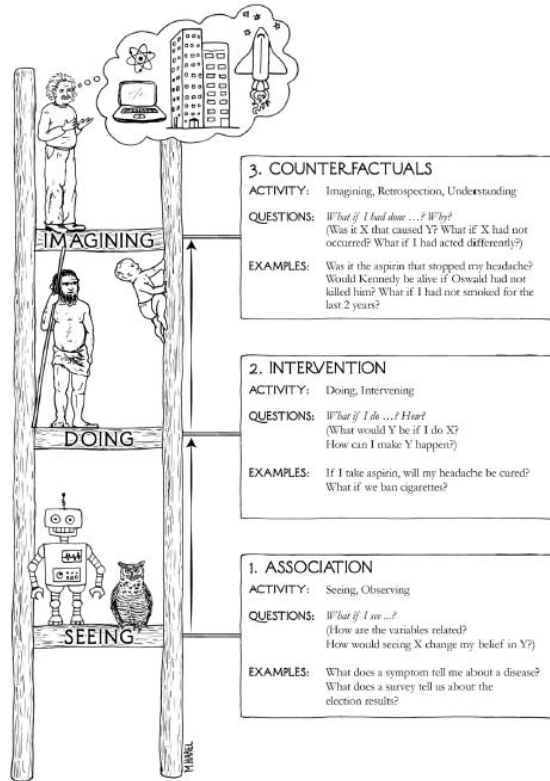 3. COUNTERFACTUALS
ACTIVITY: Imagining, Retrospection, Understanding
QUESTIONS: What if I had done …? Why?
(Was it X that caused Y? What if X had not
occurred? What if I had acted differently?)
EXAMPLES: Was it the aspirin that stopped my headache?
Would Kennedy be alive if Oswald had not
killed him? What if I had not smoked for the
last 2 years?
IMAGINING
2. INTERVENTION
ACTIVITY: Doing, Intervening
QUESTIONS: What if I do …? How?
(What would Y be if I do X?
How can I make Y happen?)
EXAMPLES: If I take aspirin, will my headache be cured?
What if we ban cigarettes?
DOING
1. ASSOCIATION
ACTIVITY: Seeing, Observing
QUESTIONS: What if I see ...?
(How are the variables related?
How would seeing X change my belief in Y?)
EXAMPLES: What does a symptom tell me about a disease?
What does a survey tell us about the
election results?
SEEING
M.HAREL